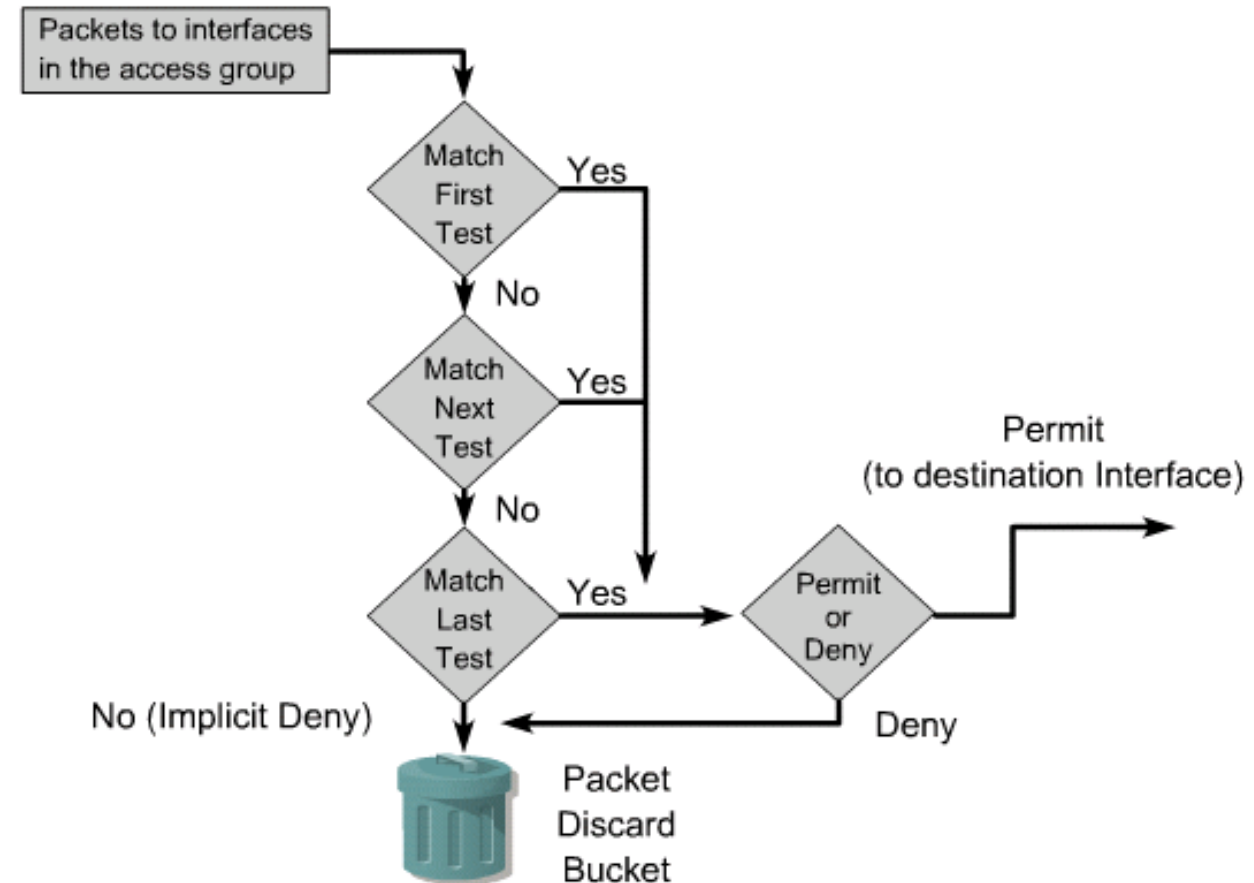 Packets to interfaces
in the access group
Match
First
Test
Yes
No
Match
Next
Test
Yes
No
Match
Last
Test
Yes
Permit
or
Deny
Permit
(to destination Interface)
No (Implicit Deny)
Deny
Packet
Discard
Bucket